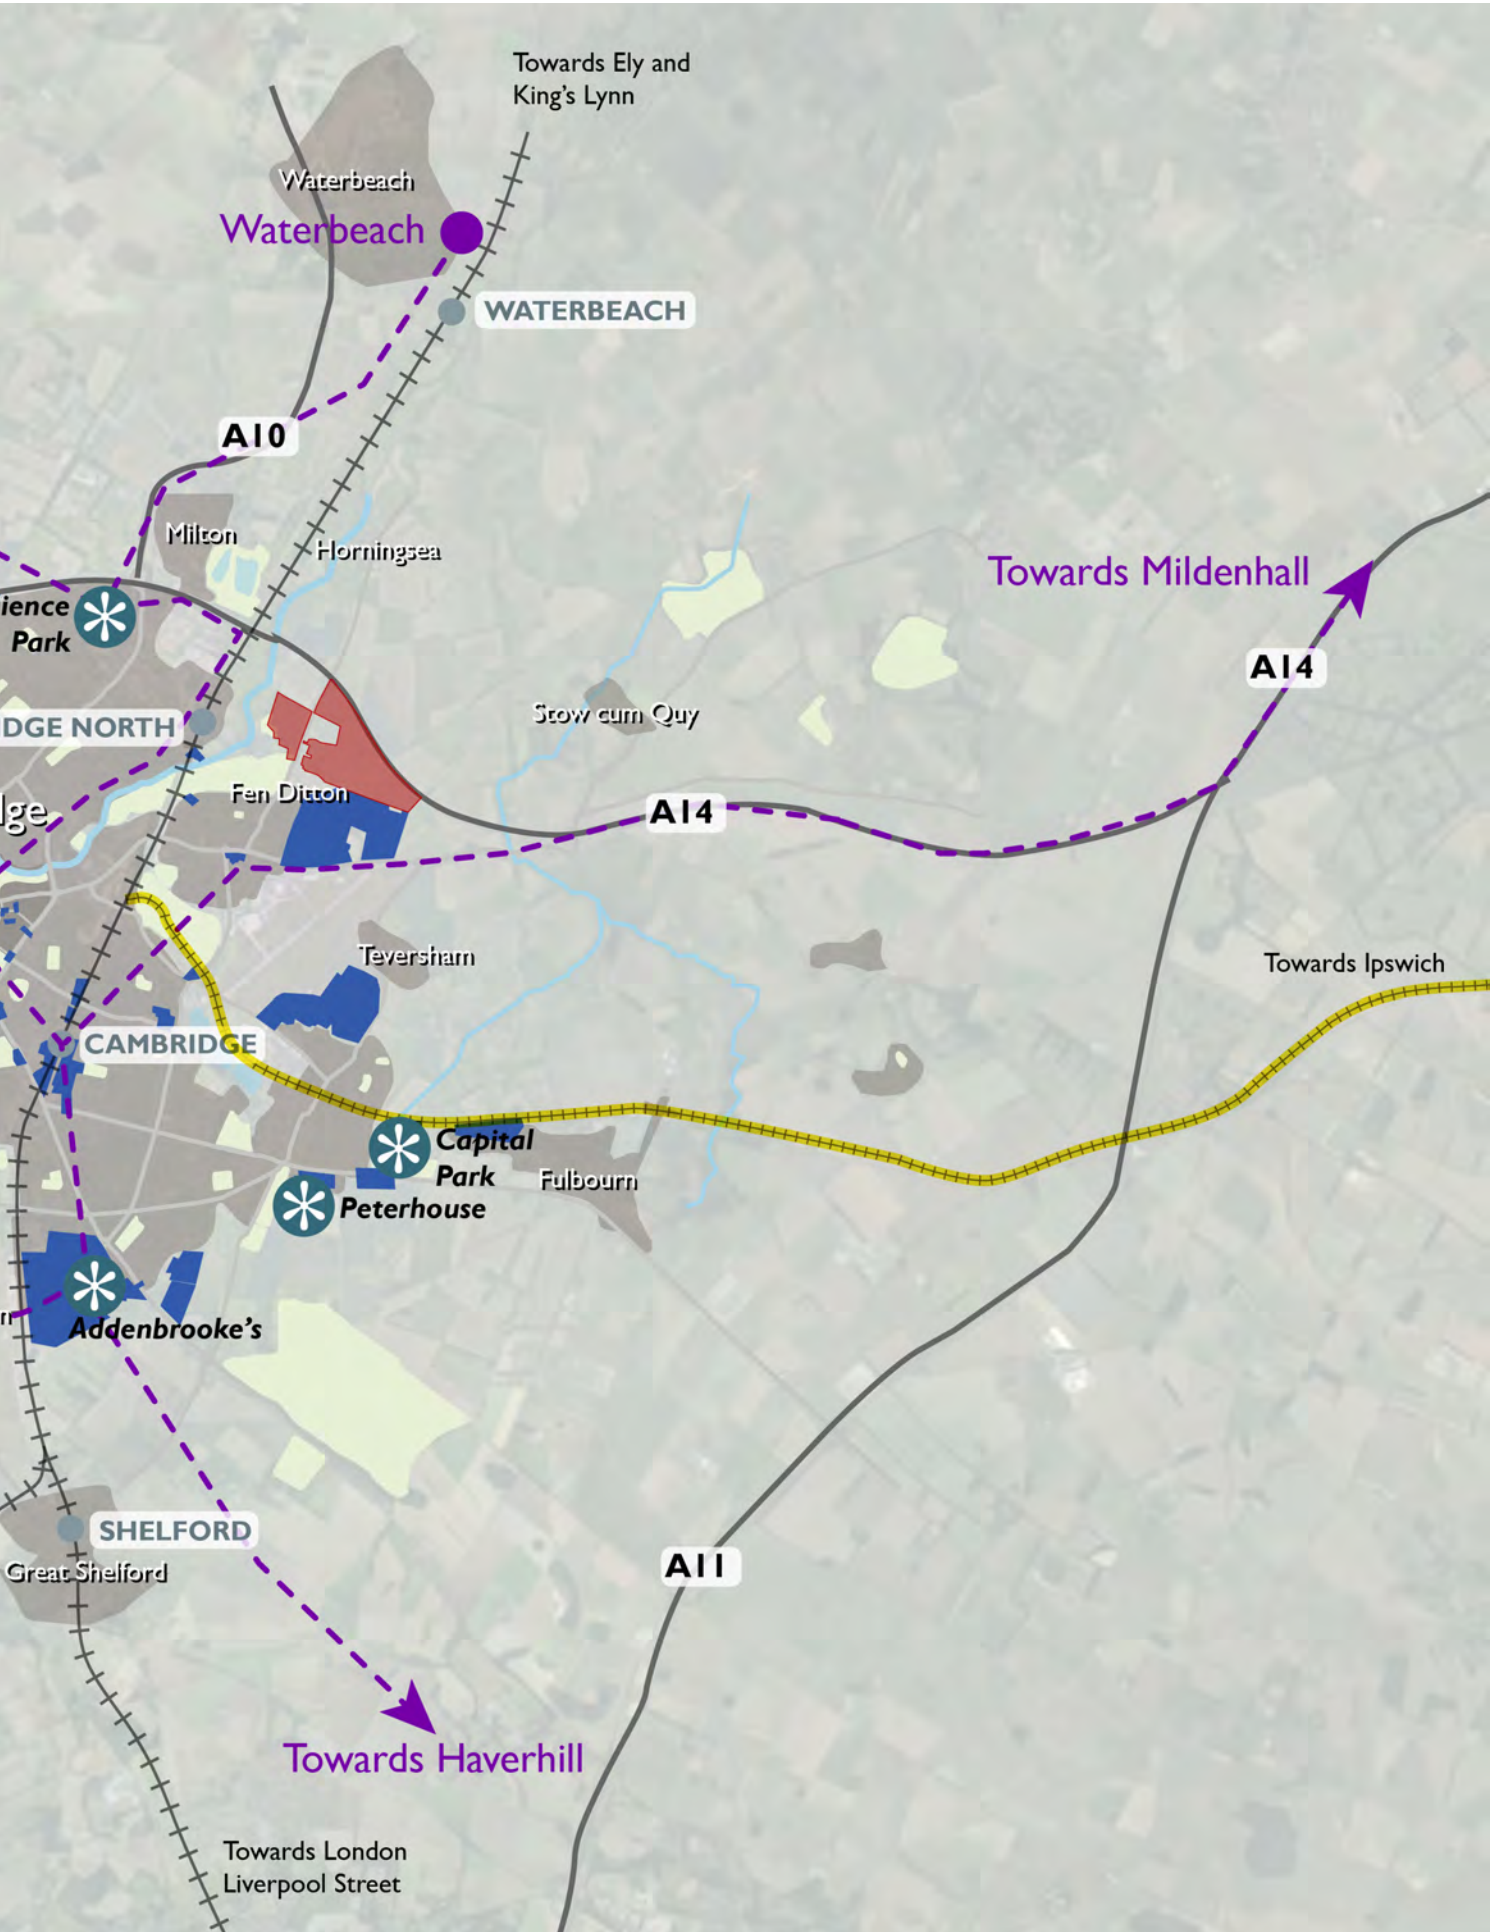 Towards Ely and
King's Lynn
Waterbeach
Waterbeach
WATERBEACH
A10
Milton
Horningsea
Towards Mildenhall
ience
Park
A14
Stow cum Quy
DGE NORTH
Fen Ditton
lge
A14
Teversham
Towards Ipswich
CAMBRIDGE
Capital
Park
Fulbourn
Peterhouse
n
Addenbrooke's
SHELFORD
Great Shelford
A11
Towards Haverhill
Towards London
Liverpool Street